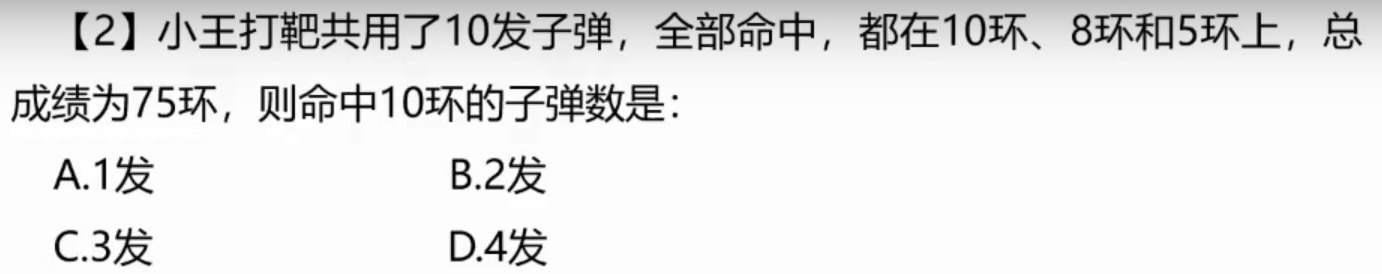 【2】小王打靶共用了10发子弹，全部命中，都在10环、8环和5环上，总
成绩为75环，则命中10环的子弹数是：
A.1发 B.2发
C.3发 D.4发